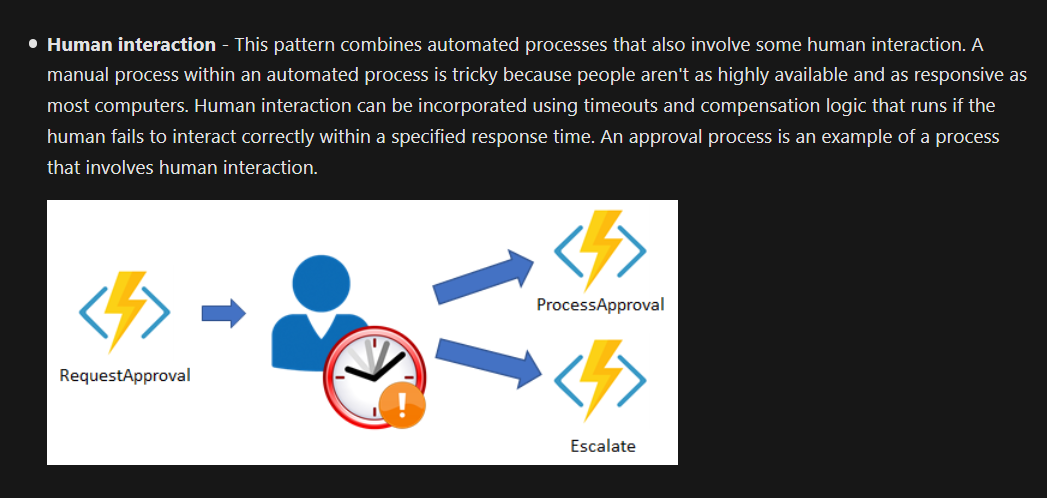 • Human interaction - This pattern combines automated processes that also involve some human interaction. A
manual process within an automated process is tricky because people aren't as highly available and as responsive as
most computers. Human interaction can be incorporated using timeouts and compensation logic that runs if the
human fails to interact correctly within a specified response time. An approval process is an example of a process
that involves human interaction.
RequestApproval
!
ProcessApproval
Escalate